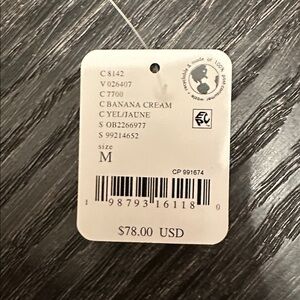 C 8142
V 026407
C 7700
C BANANA CREAM
C YEL/JAUNE
S OB2266977
S 99214652
size
M
CP 991674
1 98793 16118 0
$78.00 USD